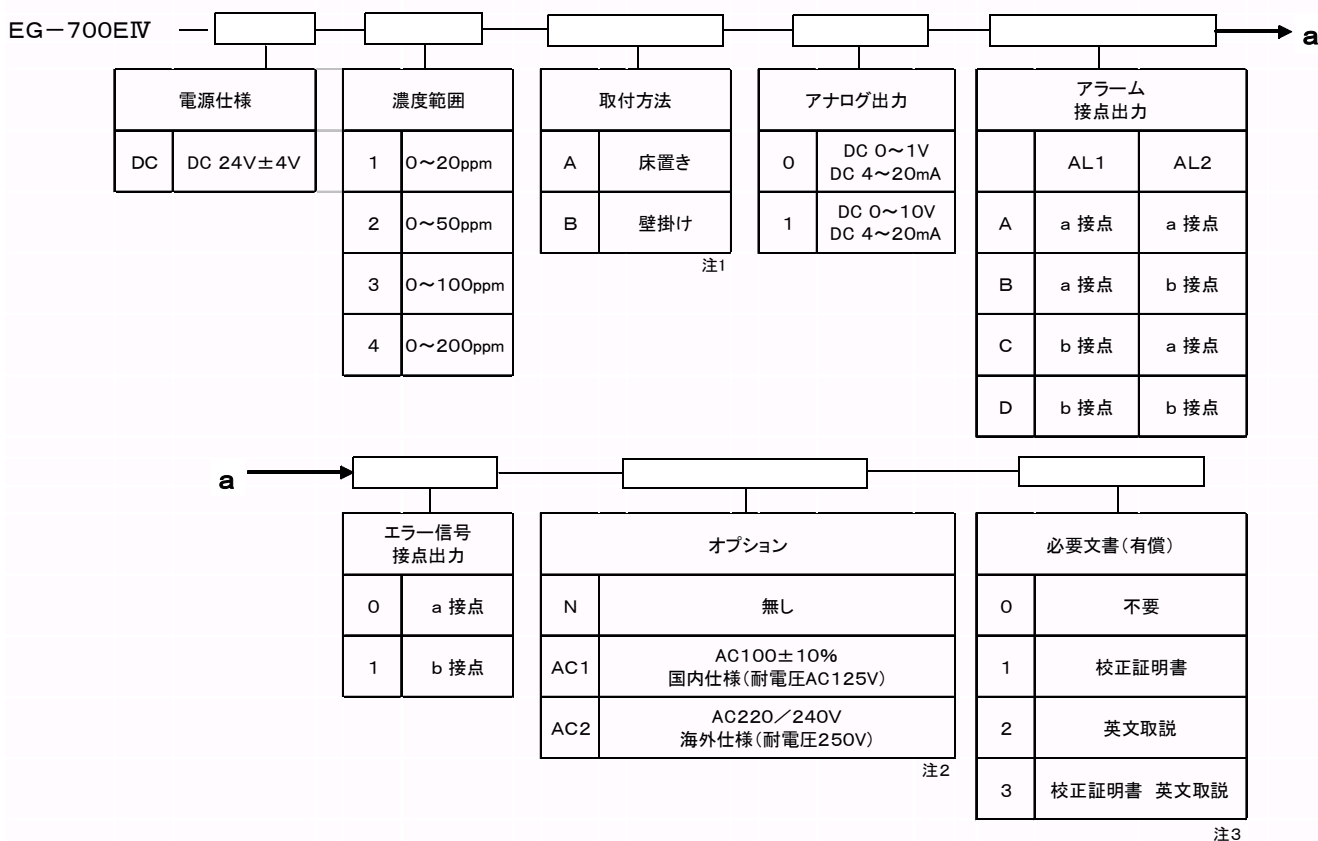 EG-700EⅣ
a
電源仕様
DC DC 24V±4V
濃度範囲
1 0～20ppm
2 0～50ppm
3 0～100ppm
4 0～200ppm
取付方法
A 床置き
B 壁掛け
注1
アナログ出力
0 DC 0～1V
DC 4～20mA
1 DC 0～10V
DC 4～20mA
アラーム
接点出力
AL1 AL2
A a 接点 a 接点
B a 接点 b 接点
C b 接点 a 接点
D b 接点 b 接点
a
エラー信号
接点出力
0 a 接点
1 b 接点
オプション
N 無し
AC1 AC100±10%
国内仕様（耐電圧AC125V）
AC2 AC220／240V
海外仕様（耐電圧250V）
注2
必要文書（有償）
0 不要
1 校正証明書
2 英文取説
3 校正証明書 英文取説
注3